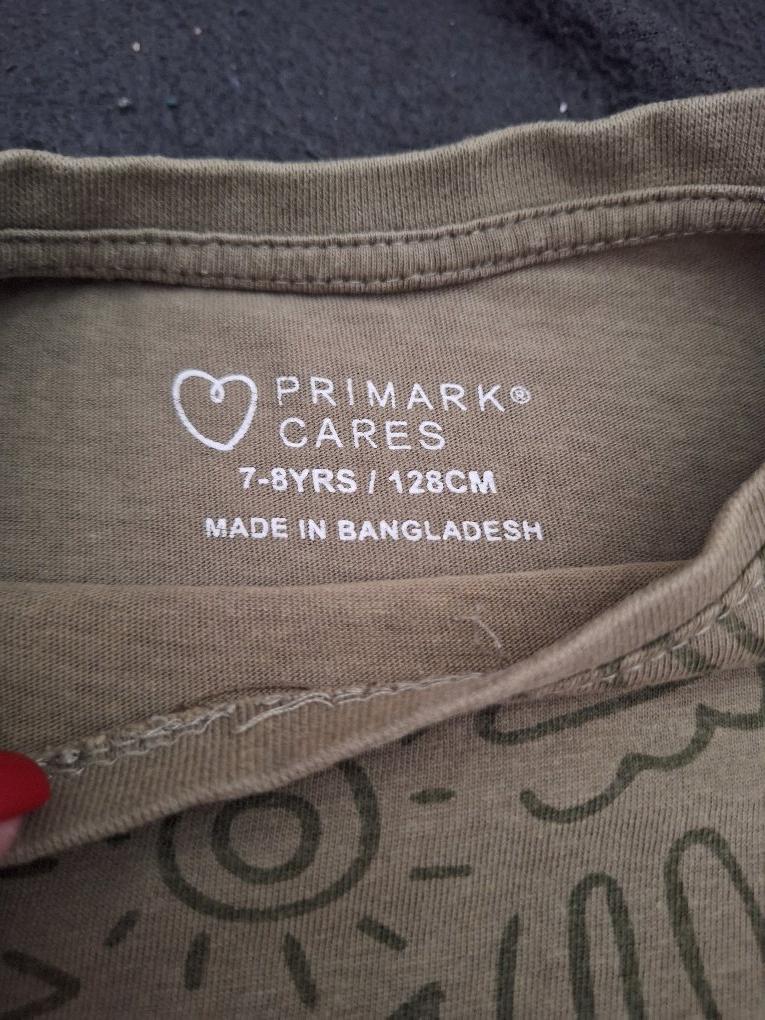 PRIMARK®
CARES
7-8YRS / 128CM
MADE IN BANGLADESH